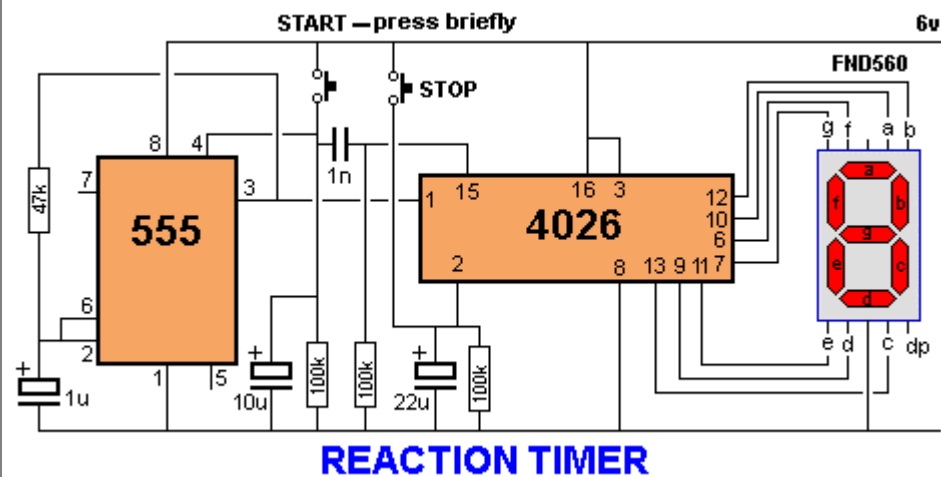 START – press briefly
6v
FND560
STOP
g f a b
8 4
1n
7
3
47k
1 15 16 3 12
10
6
7
555
4026
a
f b
g
e c
d
2 8 13 9 11
6
2
1 5
e d c dp
+
1u
+
10u
100k
100k
+
22u
100k
REACTION TIMER